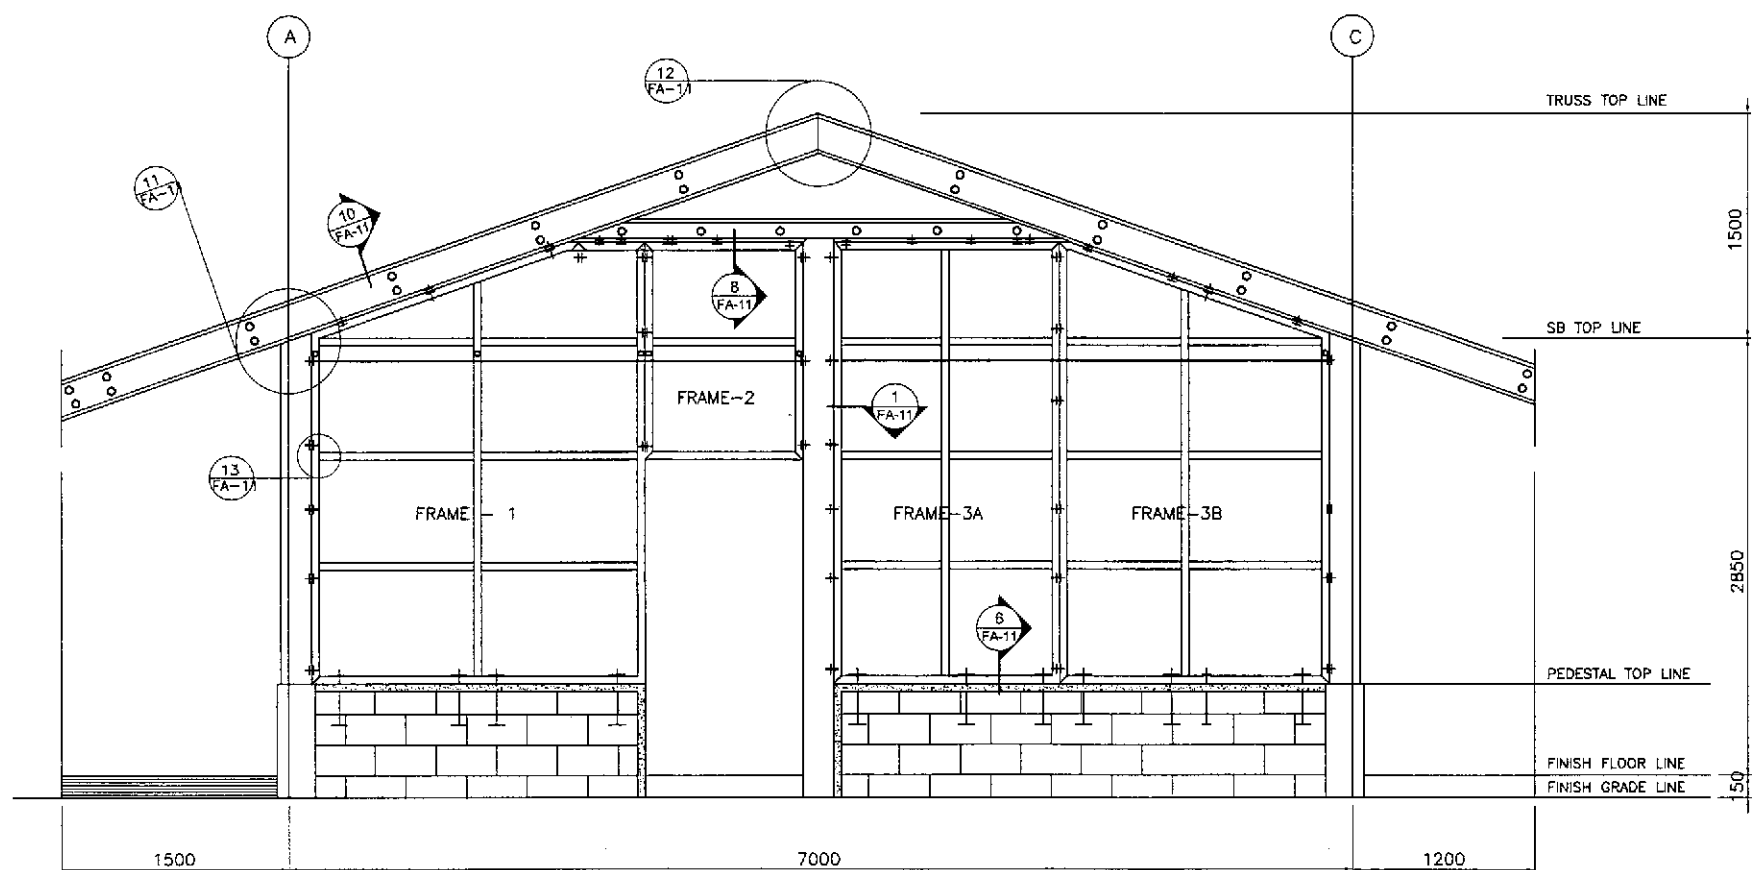 A
C
12
FA-11
TRUSS TOP LINE
11
FA-11
10
FA-11
1500
8
FA-11
SB TOP LINE
FRAME-2
1
FA-11
13
FA-11
FRAME - 1
FRAME-3A
FRAME-3B
2850
6
FA-11
PEDESTAL TOP LINE
FINISH FLOOR LINE
150
FINISH GRADE LINE
1500
7000
1200